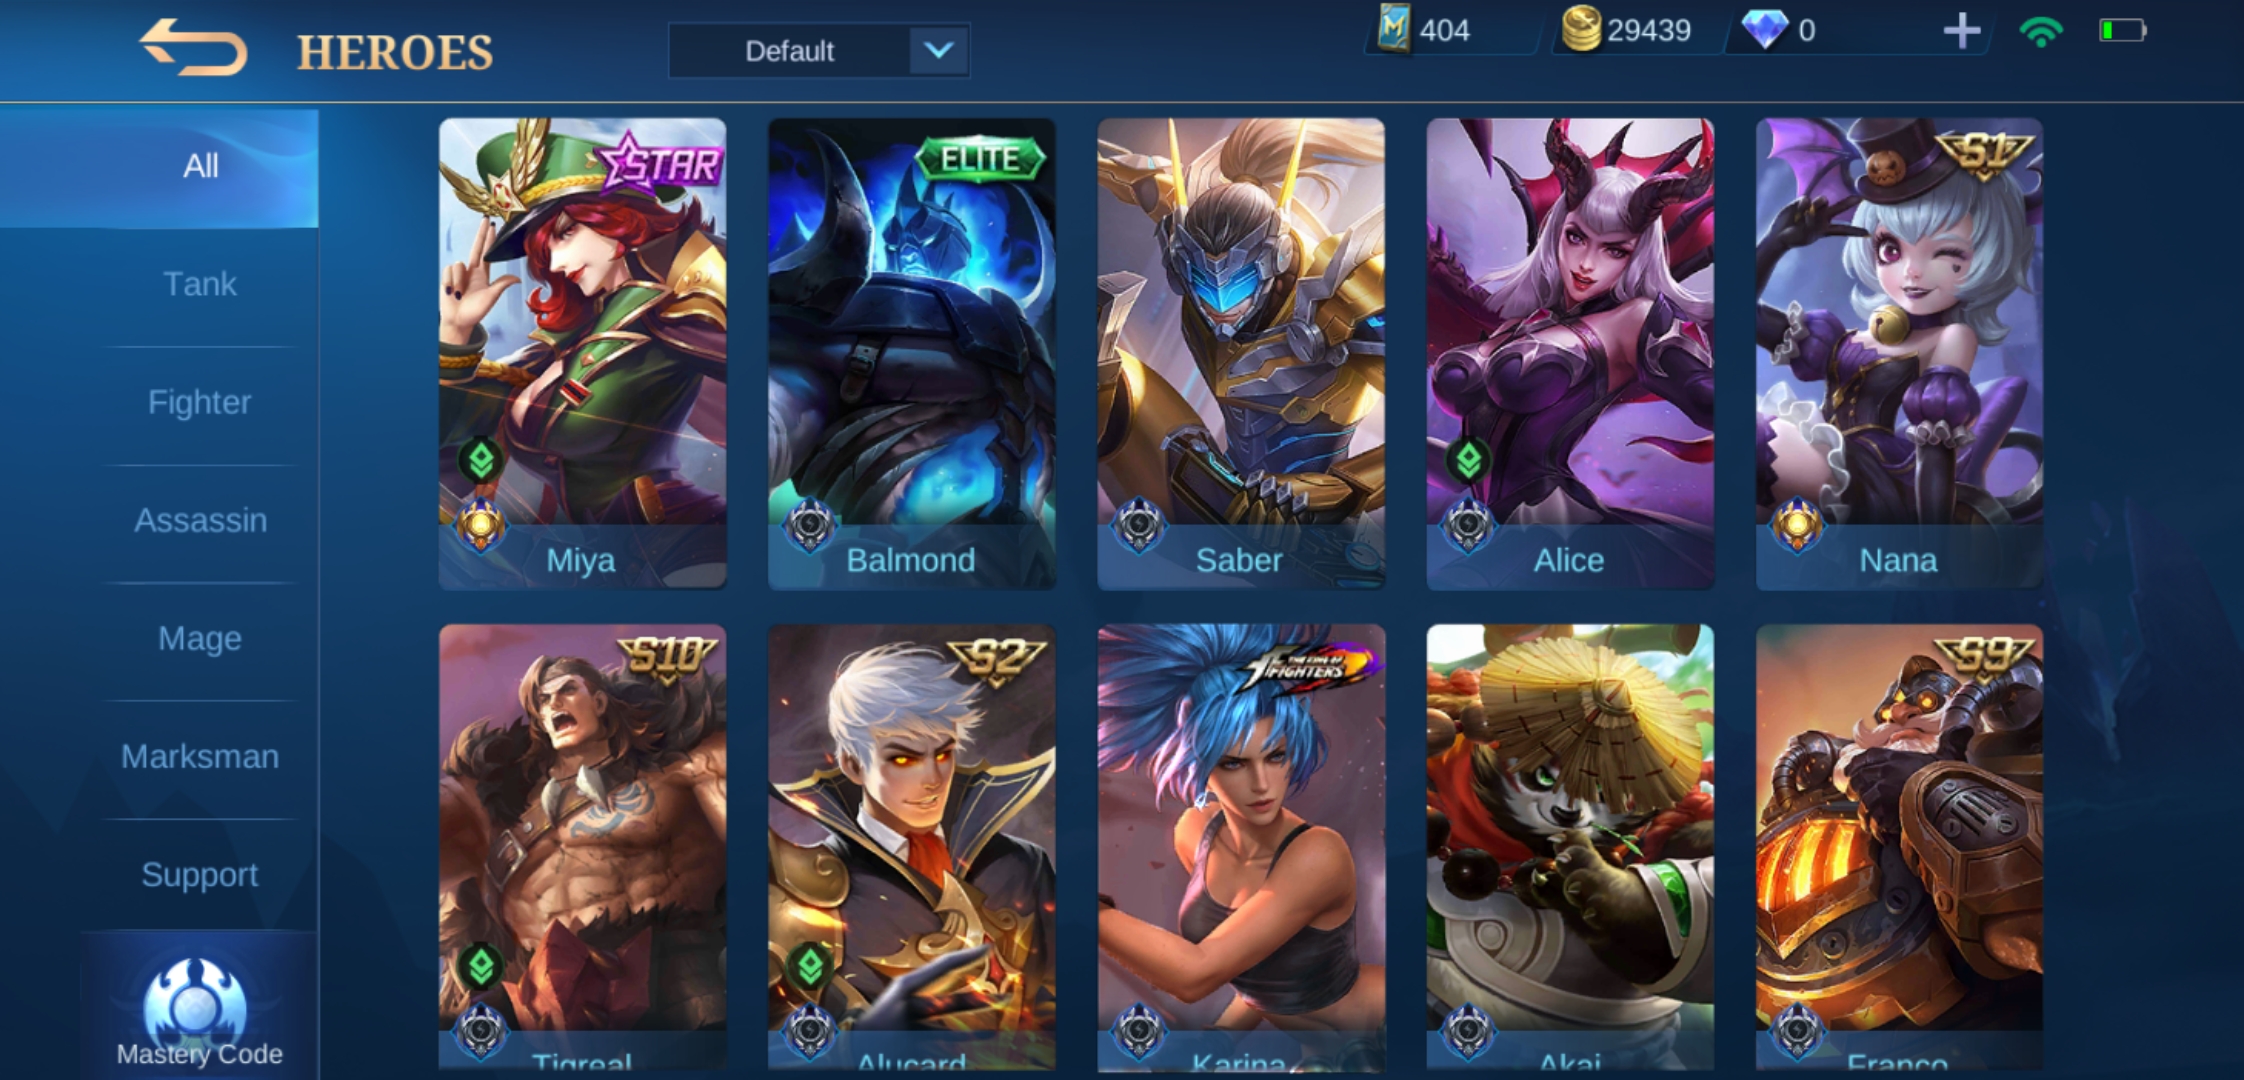 HEROES
Default
404
29439
0
All
Tank
Fighter
Assassin
Mage
Marksman
Support
Mastery Code
STAR
Miya
ELITE
Balmond
Saber
Alice
S1
Nana
S10
Tigreal
S2
Alucard
THE KING OF
FIGHTERS
Karina
Akai
S9
Franco